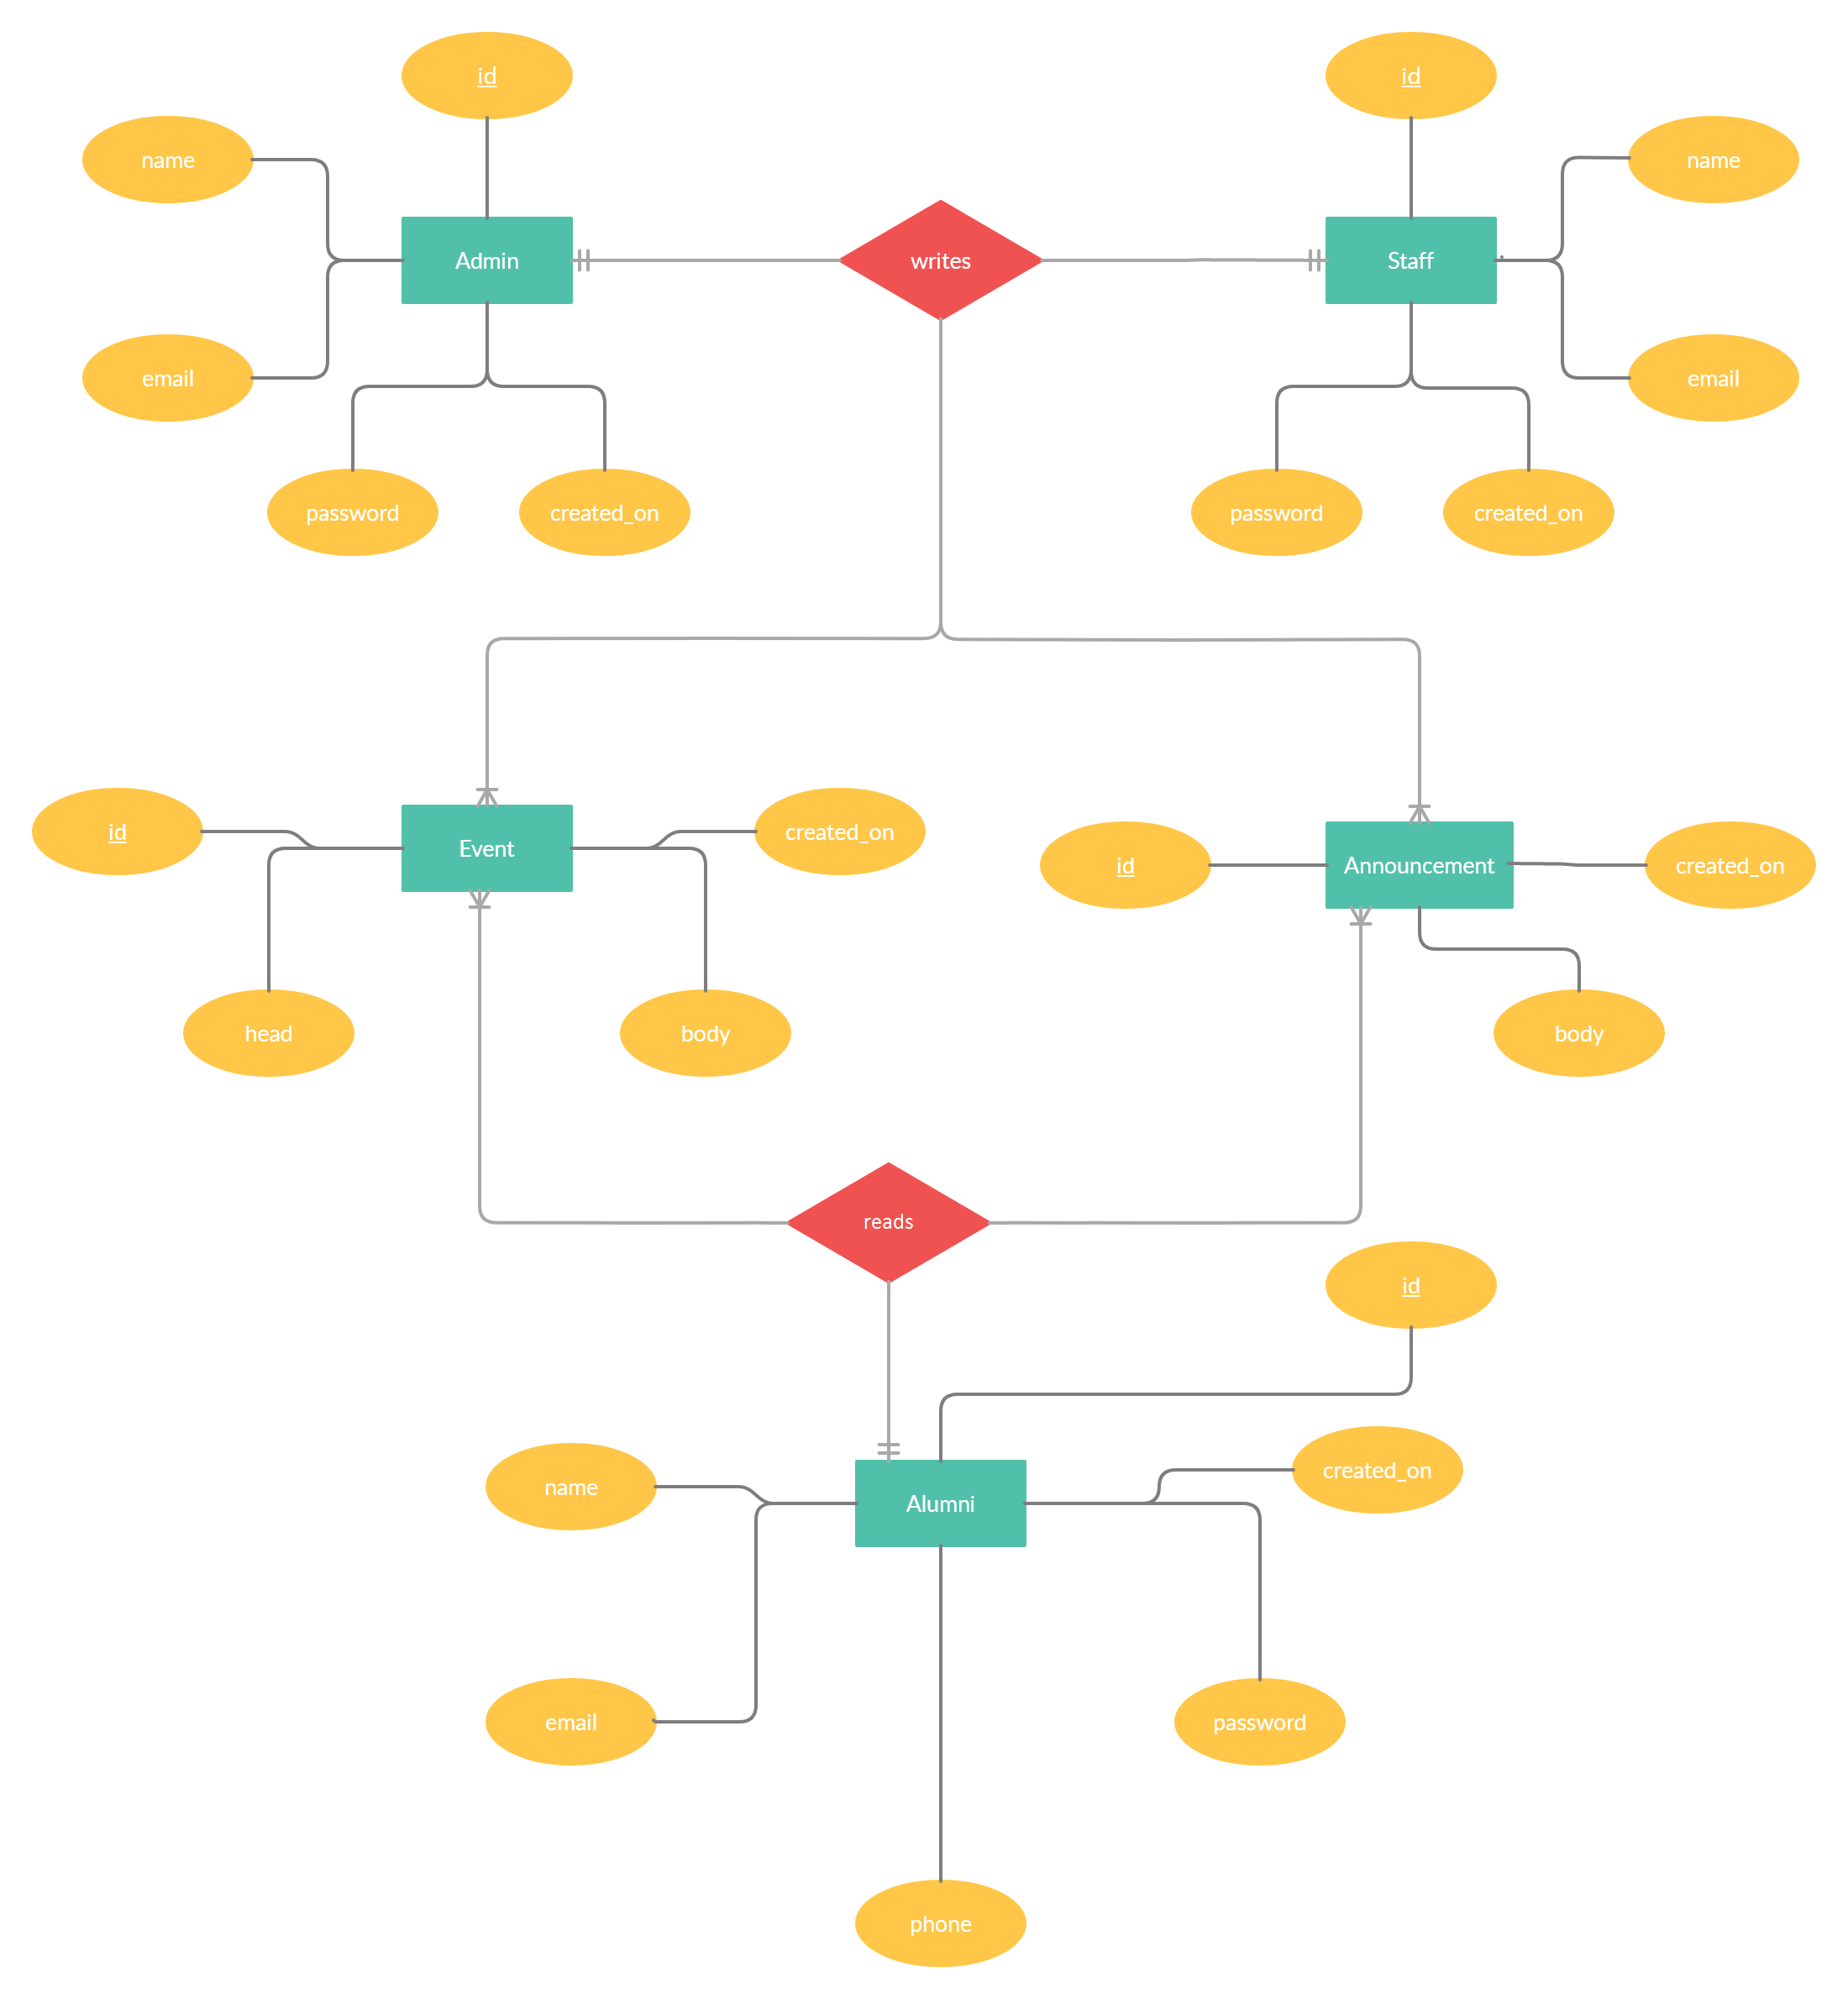 id
id
name
name
Admin
writes
Staff
email
email
password
created_on
password
created_on
id
created_on
Event
id
Announcement
created_on
head
body
body
reads
id
created_on
name
Alumni
email
password
phone